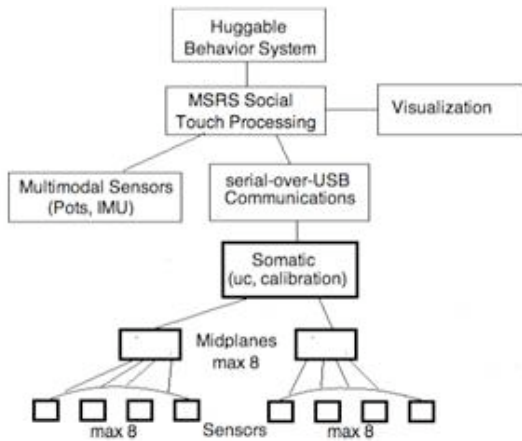 Huggable
Behavior System
MSRS Social
Touch Processing
Visualization
Multimodal Sensors
(Pots, IMU)
serial-over-USB
Communications
Somatic
(uc, calibration)
Midplanes
max 8
max 8
Sensors
max 8